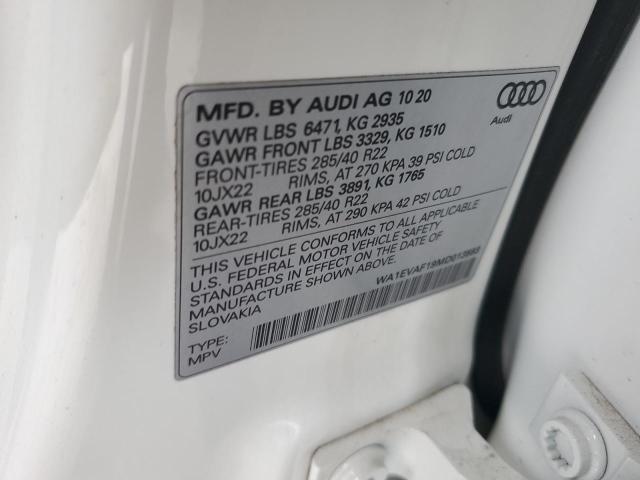 MFD. BY AUDI AG 10 20
GVWR LBS 6471, KG 2935
GAWR FRONT LBS 3329, KG 1510
FRONT-TIRES 285/40 R22
10JX22 RIMS, AT 270 KPA 39 PSI COLD
GAWR REAR LBS 3891, KG 1765
REAR-TIRES 285/40 R22
10JX22 RIMS, AT 290 KPA 42 PSI COLD
THIS VEHICLE CONFORMS TO ALL APPLICABLE
U.S. FEDERAL MOTOR VEHICLE SAFETY
STANDARDS IN EFFECT ON THE DATE OF
MANUFACTURE SHOWN ABOVE.
SLOVAKIA
TYPE:
MPV
Audi